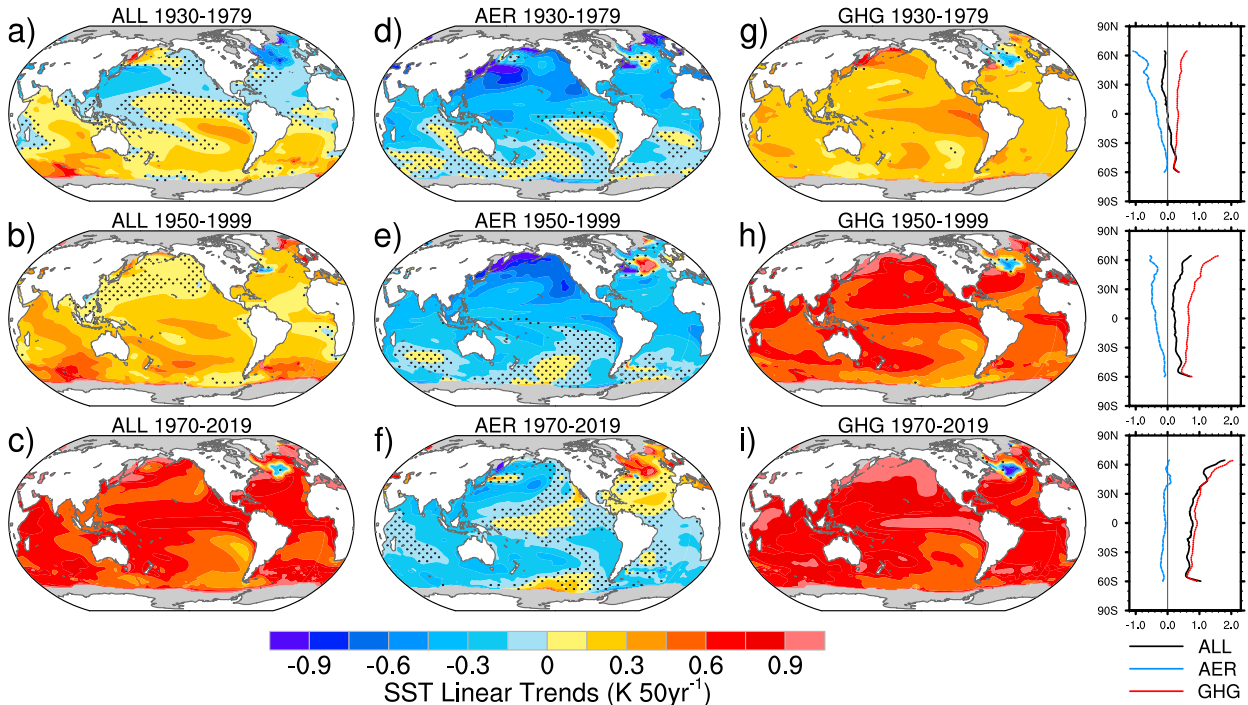 ALL 1930-1979
AER 1930-1979
GHG 1930-1979
a)
d)
g)
90N
60N
30N
0
30S
60S
90S
-1.0 0.0 1.0 2.0
ALL 1950-1999
AER 1950-1999
GHG 1950-1999
b)
e)
h)
90N
60N
30N
0
30S
60S
90S
-1.0 0.0 1.0 2.0
ALL 1970-2019
AER 1970-2019
GHG 1970-2019
c)
f)
i)
90N
60N
30N
0
30S
60S
90S
-1.0 0.0 1.0 2.0
-0.9 -0.6 -0.3 0 0.3 0.6 0.9
SST Linear Trends (K 50yr⁻¹)
ALL
AER
GHG